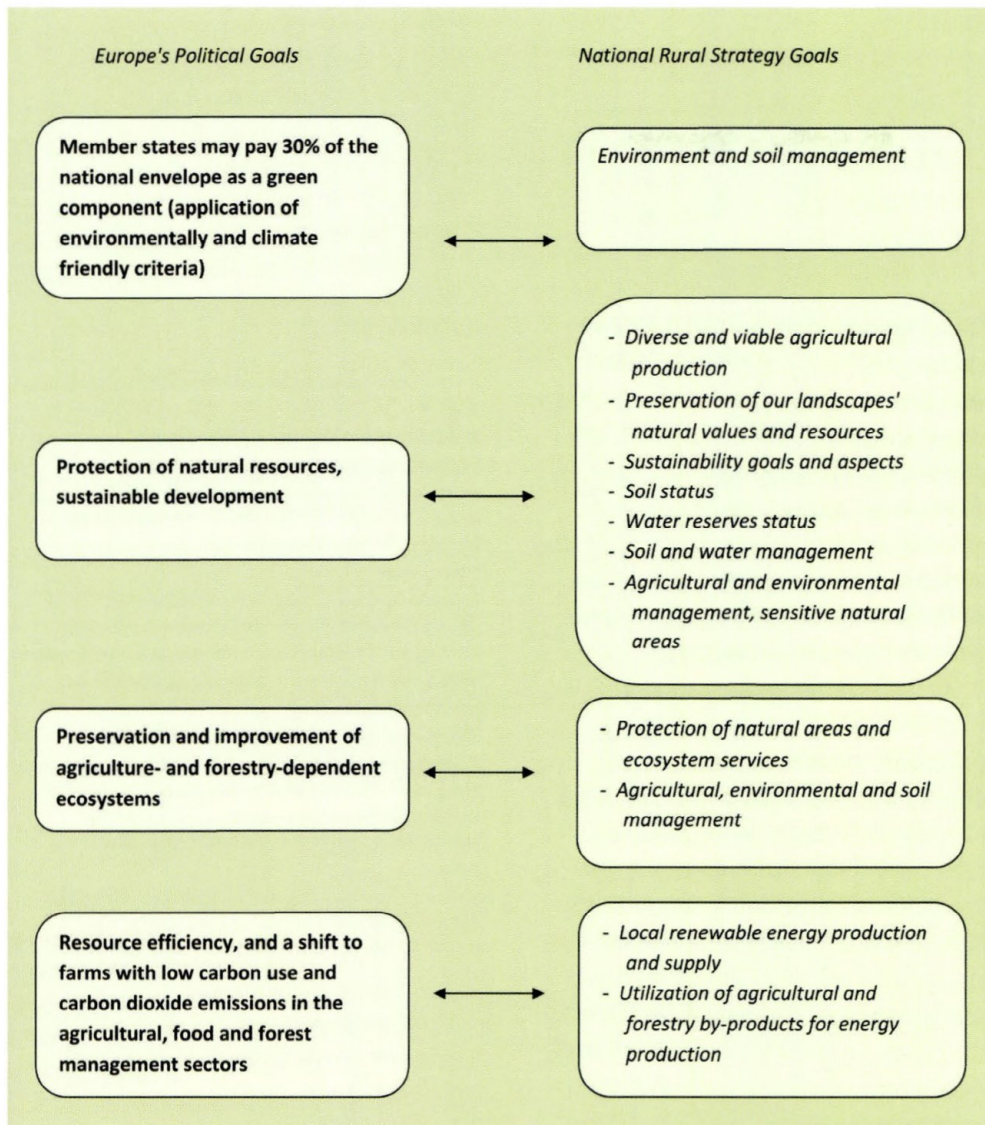 Europe's Political Goals
National Rural Strategy Goals
Member states may pay 30% of the
national envelope as a green
component (application of
environmentally and climate
friendly criteria)
Environment and soil management
Protection of natural resources,
sustainable development
- Diverse and viable agricultural
production
- Preservation of our landscapes'
natural values and resources
- Sustainability goals and aspects
- Soil status
- Water reserves status
- Soil and water management
- Agricultural and environmental
management, sensitive natural
areas
Preservation and improvement of
agriculture- and forestry-dependent
ecosystems
- Protection of natural areas and
ecosystem services
- Agricultural, environmental and soil
management
Resource efficiency, and a shift to
farms with low carbon use and
carbon dioxide emissions in the
agricultural, food and forest
management sectors
- Local renewable energy production
and supply
- Utilization of agricultural and
forestry by-products for energy
production